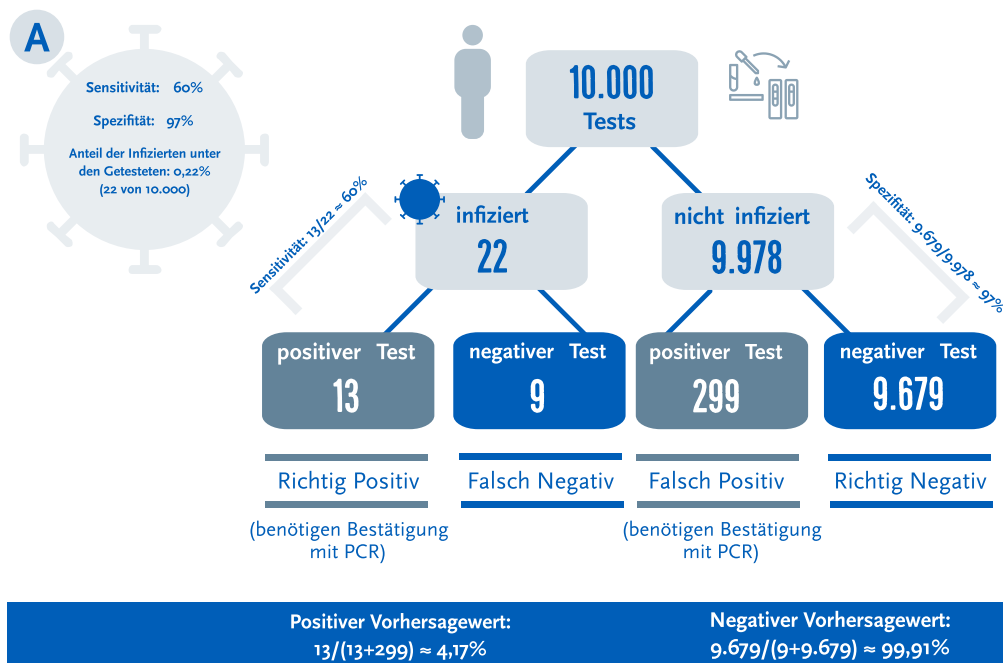 A
Sensitivität: 60%
Spezifität: 97%
Anteil der Infizierten unter
den Getesteten: 0,22%
(22 von 10.000)
10.000
Tests
Sensitivität: 13/22 ≈ 60%
infiziert
22
nicht infiziert
9.978
Spezifität: 9.679/9.978 ≈ 97%
positiver Test
13
negativer Test
9
positiver Test
299
negativer Test
9.679
Richtig Positiv
Falsch Negativ
Falsch Positiv
Richtig Negativ
(benötigen Bestätigung
mit PCR)
(benötigen Bestätigung
mit PCR)
Positiver Vorhersagewert:
13/(13+299) ≈ 4,17%
Negativer Vorhersagewert:
9.679/(9+9.679) ≈ 99,91%